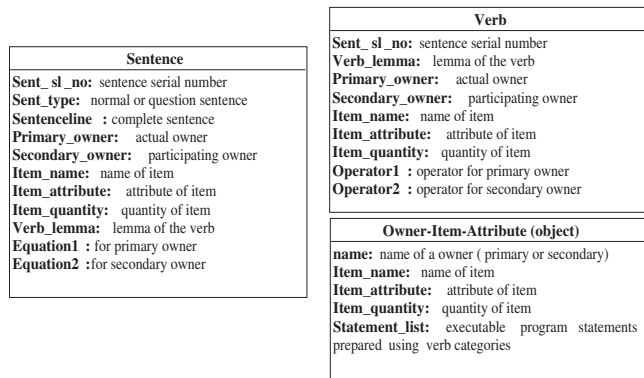 Sentence
Sent_ sl_no: sentence serial number
Sent_type: normal or question sentence
Sentenceline : complete sentence
Primary_owner: actual owner
Secondary_owner: participating owner
Item_name: name of item
Item_attribute: attribute of item
Item_quantity: quantity of item
Verb_lemma: lemma of the verb
Equation1 : for primary owner
Equation2 :for secondary owner
Verb
Sent_ sl_no: sentence serial number
Verb_lemma: lemma of the verb
Primary_owner: actual owner
Secondary_owner: participating owner
Item_name: name of item
Item_attribute: attribute of item
Item_quantity: quantity of item
Operator1 : operator for primary owner
Operator2 : operator for secondary owner
Owner-Item-Attribute (object)
name: name of a owner ( primary or secondary)
Item_name: name of item
Item_attribute: attribute of item
Item_quantity: quantity of item
Statement_list: executable program statements
prepared using verb categories